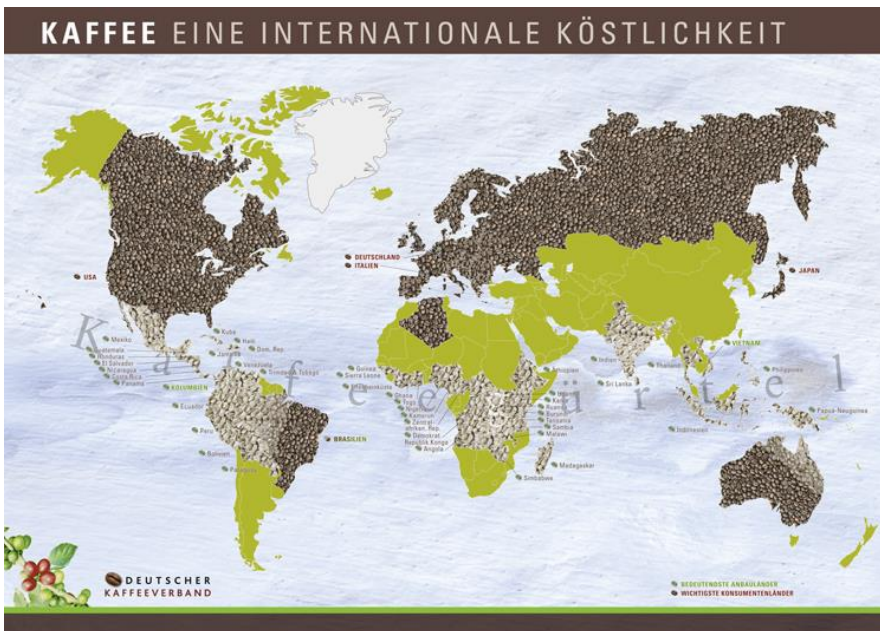 KAFFEE EINE INTERNATIONALE KÖSTLICHKEIT
DEUTSCHLAND
ITALIEN
USA
JAPAN
Kaffeegürtel
Mexiko
Guatemala
Honduras
El Salvador
Nicaragua
Costa Rica
Panama
Kuba
Haiti
Dom. Rep.
Jamaika
Venezuela
Trinidad & Tobago
KOLUMBIEN
Ecuador
Peru
Bolivien
Paraguay
BRASILIEN
Guinea
Sierra Leone
Elfenbeinküste
Ghana
Togo
Nigeria
Kamerun
Zentral-
afrikan. Rep.
Demokrat.
Republik Kongo
Angola
Äthiopien
Uganda
Kenia
Ruanda
Burundi
Tansania
Sambia
Malawi
Simbabwe
Madagaskar
Indien
Sri Lanka
Thailand
VIETNAM
Philippinen
Indonesien
Papua-Neuguinea
DEUTSCHER
KAFFEEVERBAND
BEDEUTENDSTE ANBAULÄNDER
WICHTIGSTE KONSUMENTENLÄNDER